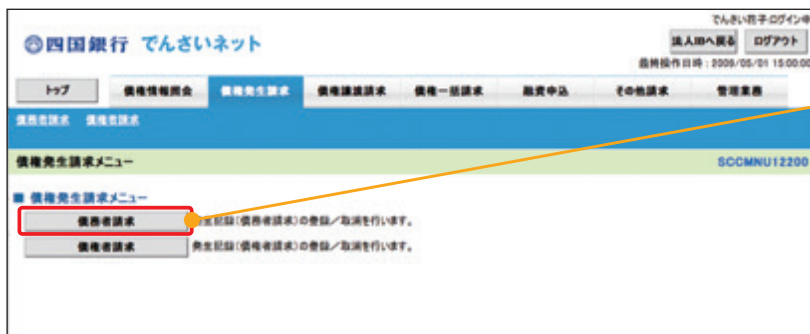 でんさい花子:ログイン中
四国銀行 でんさいネット
法人IBへ戻る ログアウト
最終操作日時:2009/05/01 15:00:00
トップ 債権情報照会 債権発生請求 債権譲渡請求 債権一括請求 融資申込 その他請求 管理業務
債務者請求 債権者請求
債権発生請求メニュー SCCMNU12200
■ 債権発生請求メニュー
債務者請求 発生記録(債務者請求)の登録/取消を行います。
債権者請求 発生記録(債権者請求)の登録/取消を行います。